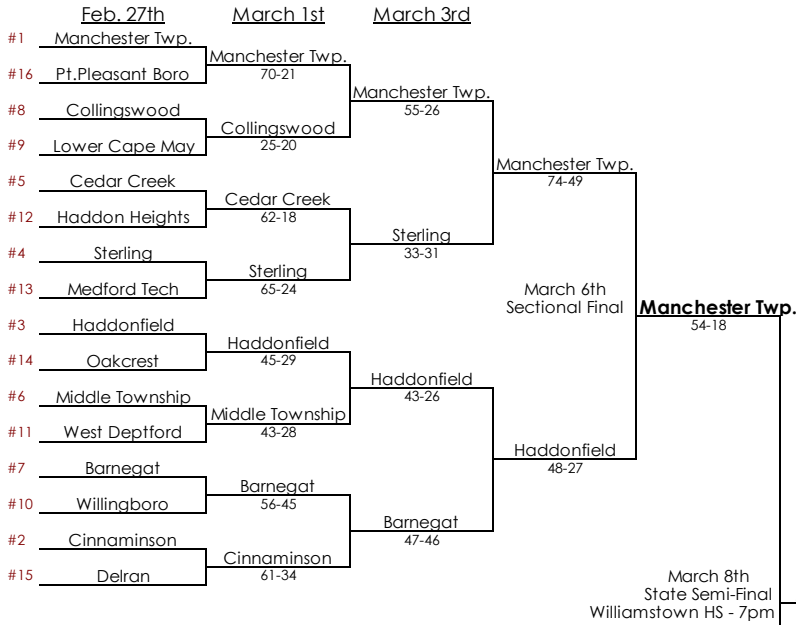 Feb. 27th March 1st March 3rd
#1 Manchester Twp.
Manchester Twp.
70-21
#16 Pt.Pleasant Boro
Manchester Twp.
55-26
#8 Collingswood
Collingswood
25-20
#9 Lower Cape May
Manchester Twp.
74-49
#5 Cedar Creek
Cedar Creek
62-18
#12 Haddon Heights
Sterling
33-31
#4 Sterling
Sterling
65-24
#13 Medford Tech
March 6th
Sectional Final
Manchester Twp.
54-18
#3 Haddonfield
Haddonfield
45-29
#14 Oakcrest
Haddonfield
43-26
#6 Middle Township
Middle Township
43-28
#11 West Deptford
Haddonfield
48-27
#7 Barnegat
Barnegat
56-45
#10 Willingboro
Barnegat
47-46
#2 Cinnaminson
Cinnaminson
61-34
#15 Delran
March 8th
State Semi-Final
Williamstown HS - 7pm